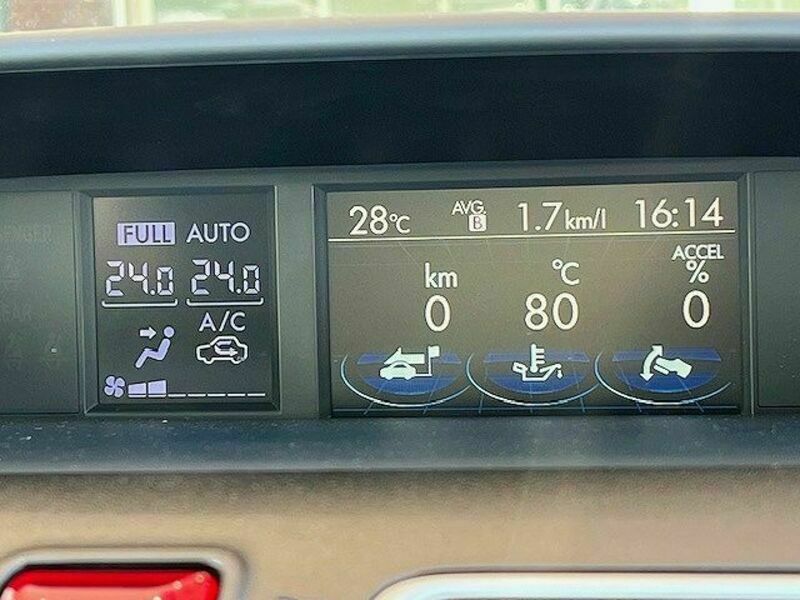 FULL AUTO
24.0 24.0
A/C
28°C AVG. B 1.7km/l 16:14
km
0
°C
80
ACCEL
%
0